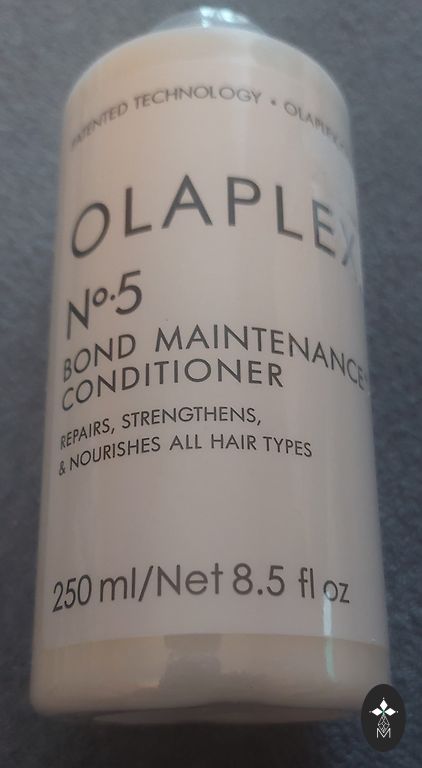 PATENTED TECHNOLOGY • OLAPLEX
OLAPLEX
Nº.5
BOND MAINTENANCE
CONDITIONER
REPAIRS, STRENGTHENS,
& NOURISHES ALL HAIR TYPES
250 ml/Net 8.5 fl oz
M